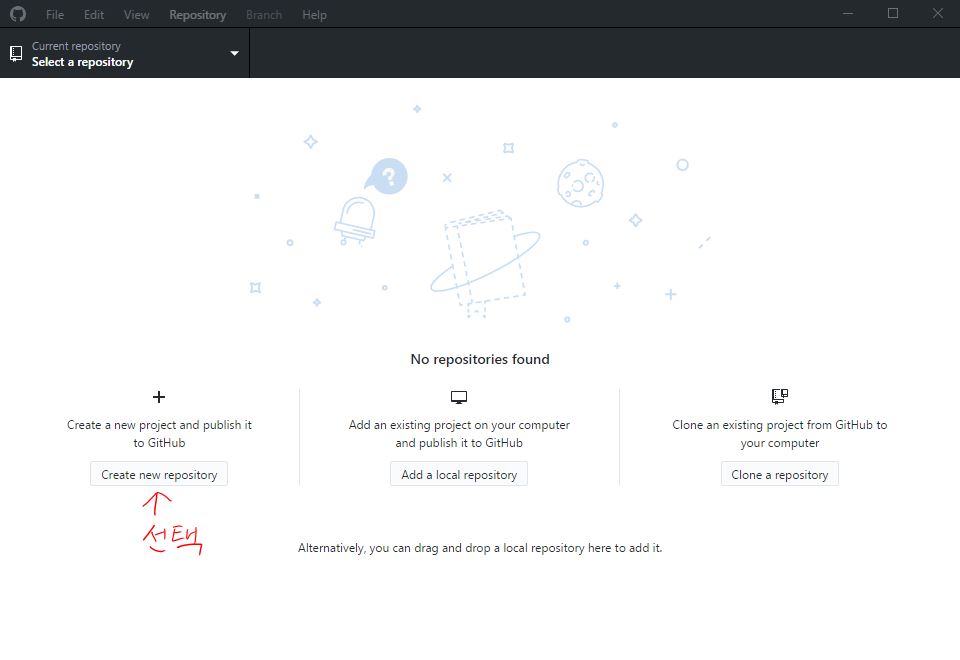 File Edit View Repository Branch Help
Current repository
Select a repository
?
No repositories found
Create a new project and publish it
to GitHub
Create new repository
Add an existing project on your computer
and publish it to GitHub
Add a local repository
Clone an existing project from GitHub to
your computer
Clone a repository
선택
Alternatively, you can drag and drop a local repository here to add it.